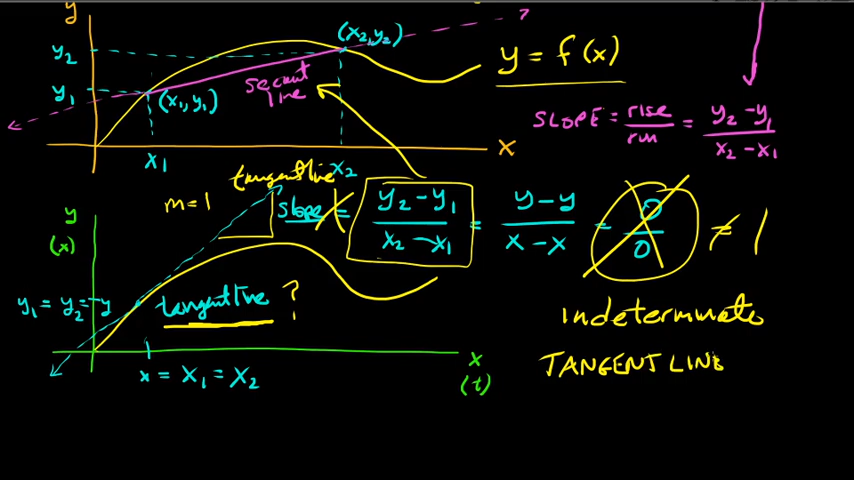 y
y = f(x)
(x₂,y₂)
y₂
secant
line
y₁
(x₁,y₁)
SLOPE = rise/run = (y₂ - y₁)/(x₂ - x₁)
x
x₁
x₂
tangent line
m = 1
slope = (y₂ - y₁)/(x₂ - x₁) = (y - y)/(x - x) = 0/0 ≠ 1
y
(x)
y₁ = y₂ = y
tangent line ?
Indeterminate
TANGENT LINE
x
(t)
x = x₁ = x₂